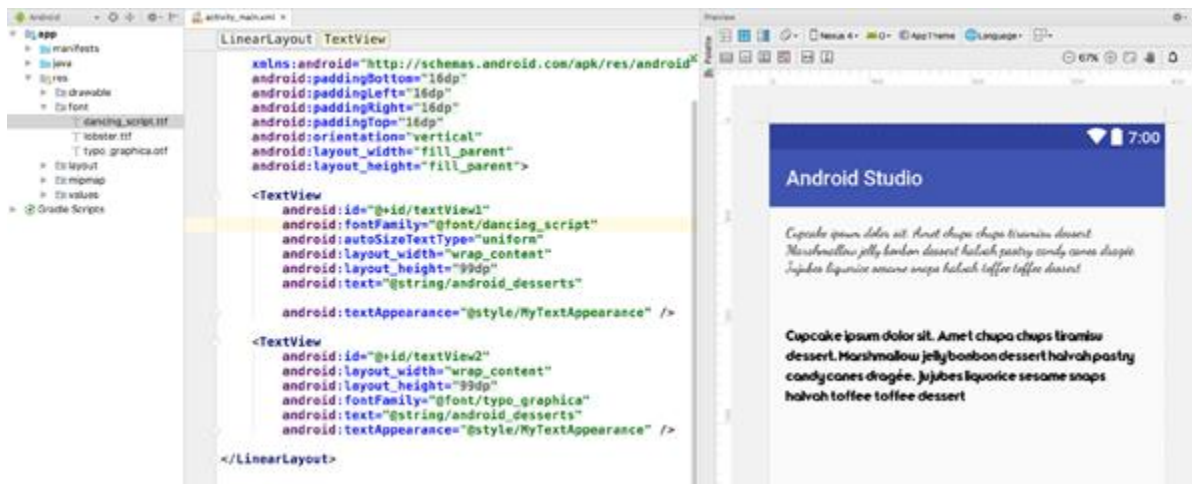 Android
activity_main.xml
Preview
app
manifests
java
res
drawable
font
dancing_script.ttf
lobster.ttf
typo_graphica.otf
layout
mipmap
values
Gradle Scripts
LinearLayout TextView
xmlns:android="http://schemas.android.com/apk/res/android"
android:paddingBottom="16dp"
android:paddingLeft="16dp"
android:paddingRight="16dp"
android:paddingTop="16dp"
android:orientation="vertical"
android:layout_width="fill_parent"
android:layout_height="fill_parent">
<TextView
android:id="@+id/textView1"
android:fontFamily="@font/dancing_script"
android:autoSizeTextType="uniform"
android:layout_width="wrap_content"
android:layout_height="99dp"
android:text="@string/android_desserts"
android:textAppearance="@style/MyTextAppearance" />
<TextView
android:id="@+id/textView2"
android:layout_width="wrap_content"
android:layout_height="99dp"
android:fontFamily="@font/typo_graphica"
android:text="@string/android_desserts"
android:textAppearance="@style/MyTextAppearance" />
</LinearLayout>
Palette
Nexus 4 O AppTheme Language
67%
7:00
Android Studio
Cupcake ipsum dolor sit. Amet chupa chups tiramisu dessert.
Marshmallow jelly bonbon dessert halvah pastry candy canes dragée.
Jujubes liquorice sesame snaps halvah toffee toffee dessert
Cupcake ipsum dolor sit. Amet chupa chups tiramisu
dessert. Marshmallow jelly bonbon dessert halvah pastry
candy canes dragée. Jujubes liquorice sesame snaps
halvah toffee toffee dessert